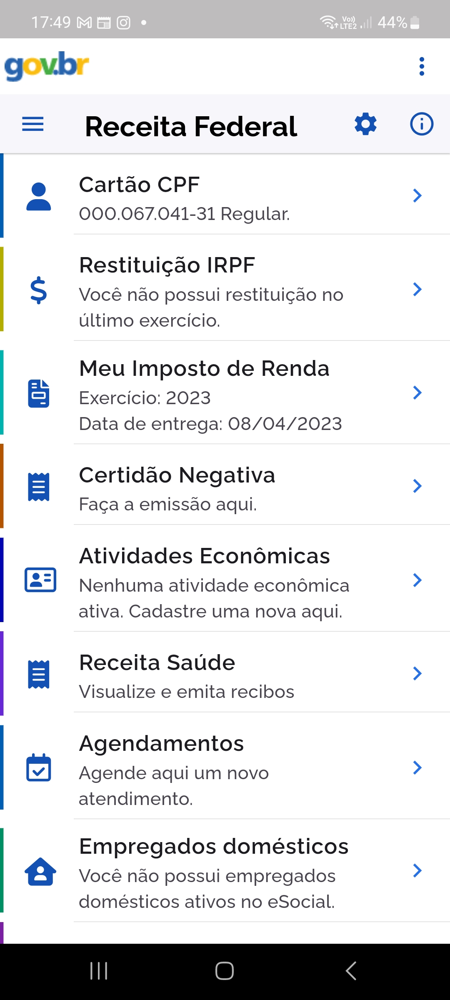 17:49
Vo)) LTE2 44%
gov.br
Receita Federal
Cartão CPF
000.067.041-31 Regular.
Restituição IRPF
Você não possui restituição no
último exercício.
Meu Imposto de Renda
Exercício: 2023
Data de entrega: 08/04/2023
Certidão Negativa
Faça a emissão aqui.
Atividades Econômicas
Nenhuma atividade econômica
ativa. Cadastre uma nova aqui.
Receita Saúde
Visualize e emita recibos
Agendamentos
Agende aqui um novo
atendimento.
Empregados domésticos
Você não possui empregados
domésticos ativos no eSocial.